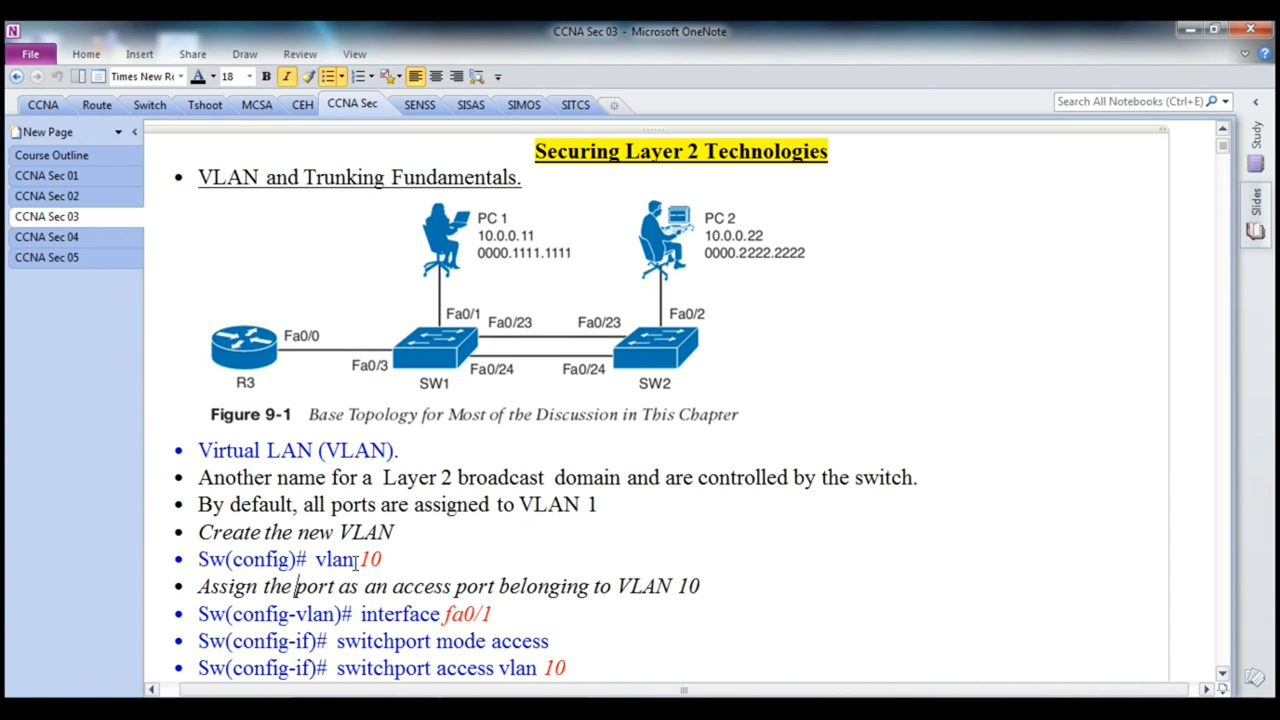 CCNA Sec 03 - Microsoft OneNote
File Home Insert Share Draw Review View
Times New Ro 18 A B I
CCNA Route Switch Tshoot MCSA CEH CCNA Sec SENSS SISAS SIMOS SITCS
Search All Notebooks (Ctrl+E)
New Page
Course Outline
CCNA Sec 01
CCNA Sec 02
CCNA Sec 03
CCNA Sec 04
CCNA Sec 05
Study
Slides
Securing Layer 2 Technologies
• VLAN and Trunking Fundamentals.
PC 1
10.0.0.11
0000.1111.1111
PC 2
10.0.0.22
0000.2222.2222
Fa0/1
Fa0/2
Fa0/23
Fa0/23
Fa0/0
Fa0/3
Fa0/24
Fa0/24
R3
SW1
SW2
Figure 9-1 Base Topology for Most of the Discussion in This Chapter
• Virtual LAN (VLAN).
• Another name for a Layer 2 broadcast domain and are controlled by the switch.
• By default, all ports are assigned to VLAN 1
• Create the new VLAN
• Sw(config)# vlan 10
• Assign the port as an access port belonging to VLAN 10
• Sw(config-vlan)# interface fa0/1
• Sw(config-if)# switchport mode access
• Sw(config-if)# switchport access vlan 10